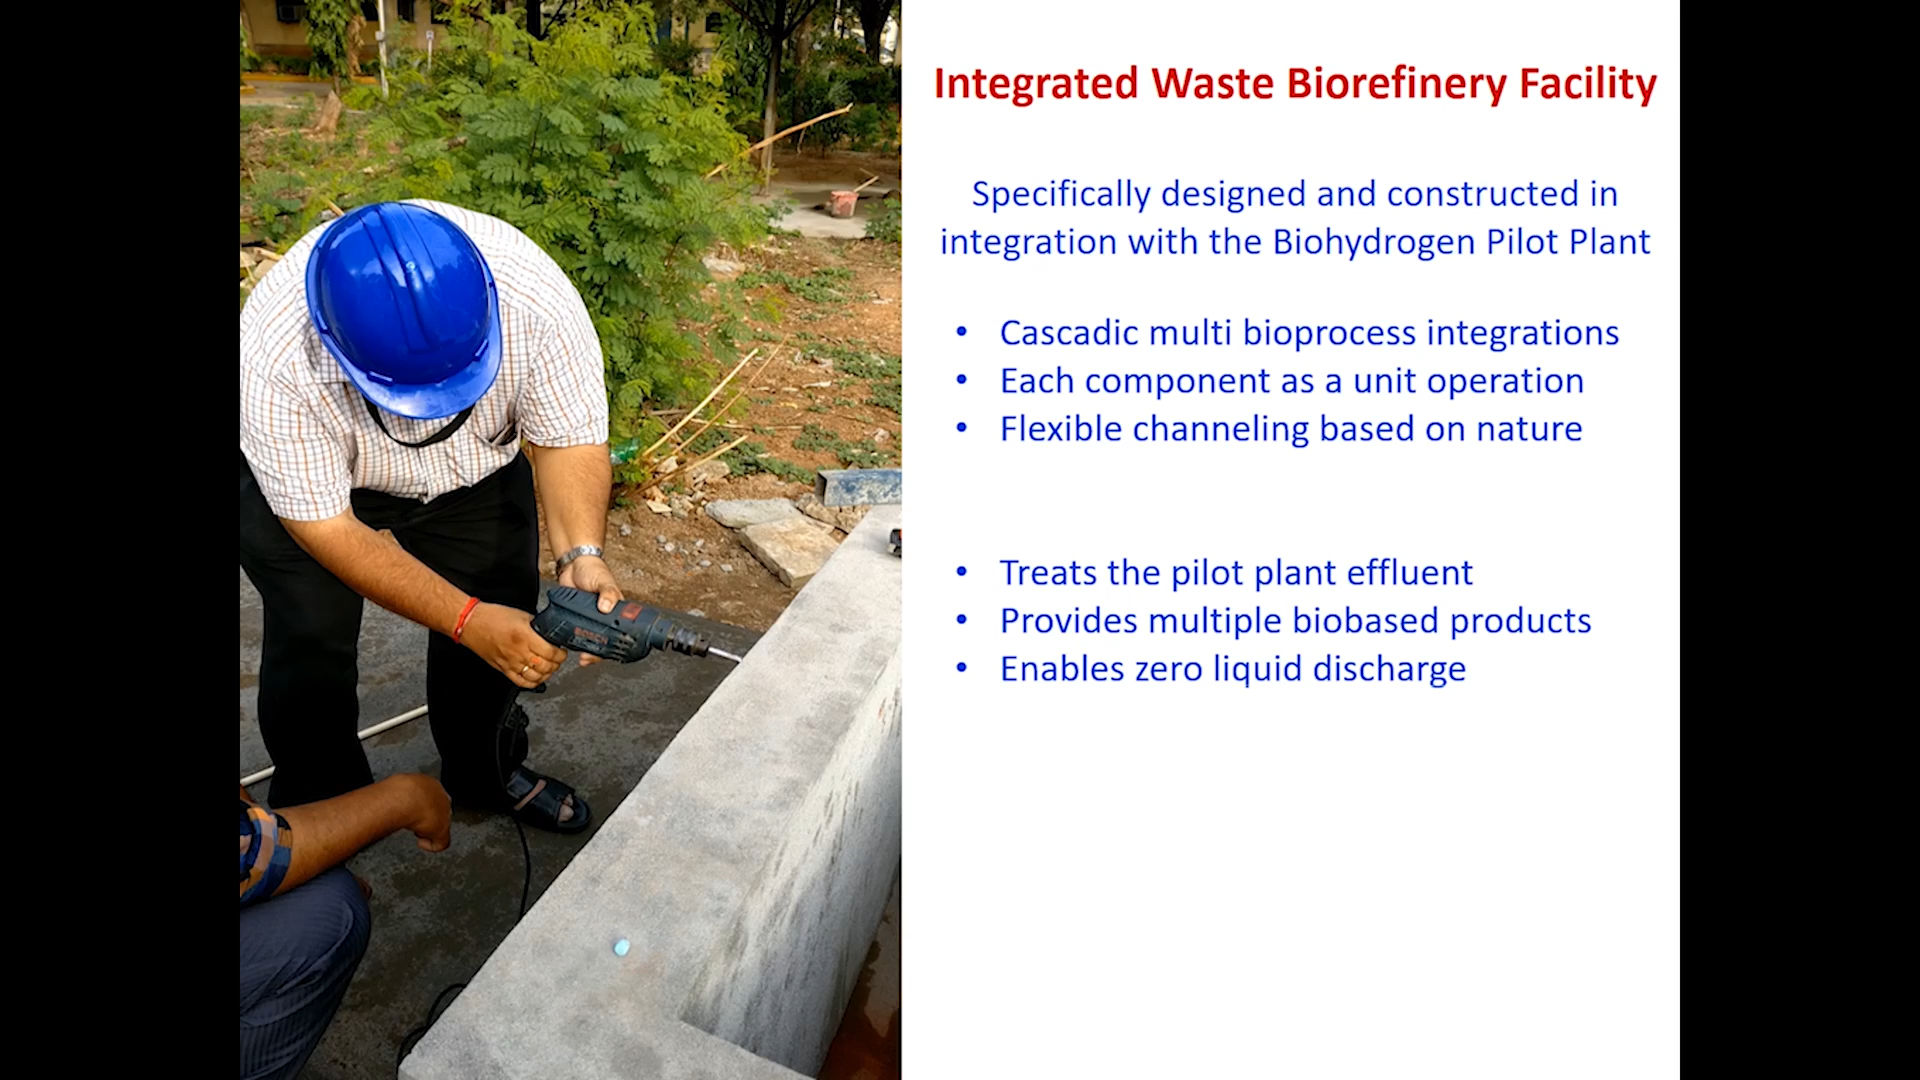 Integrated Waste Biorefinery Facility
Specifically designed and constructed in
integration with the Biohydrogen Pilot Plant
• Cascadic multi bioprocess integrations
• Each component as a unit operation
• Flexible channeling based on nature
• Treats the pilot plant effluent
• Provides multiple biobased products
• Enables zero liquid discharge
BOSCH